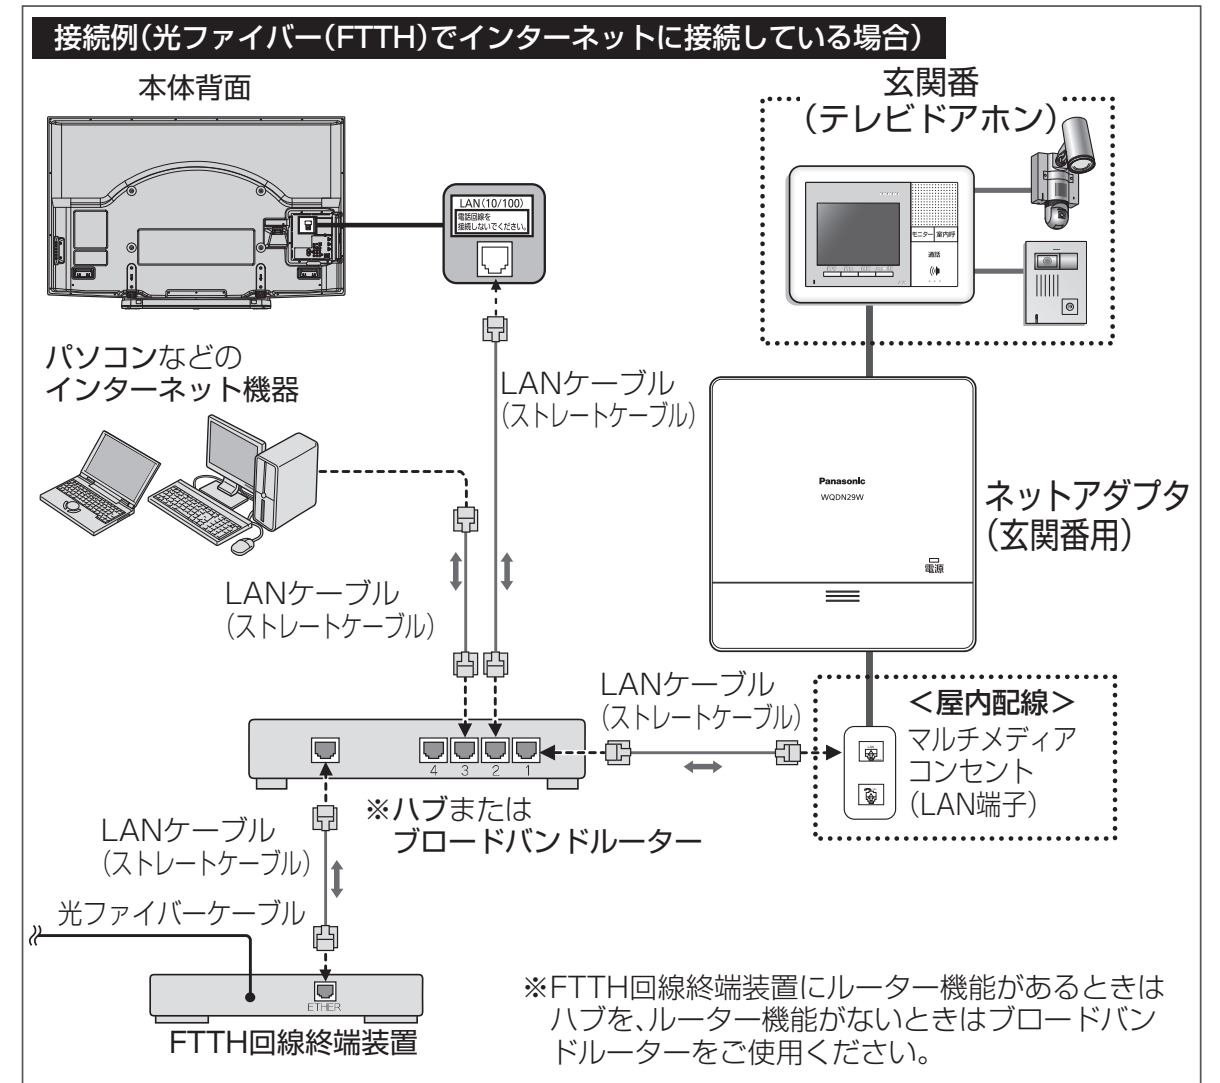 接続例(光ファイバー(FTTH)でインターネットに接続している場合)
本体背面
玄関番
(テレビドアホン)
LAN(10/100)
電話回線を
接続しないでください。
モニター 室内呼
通話
パソコンなどの
インターネット機器
LANケーブル
(ストレートケーブル)
Panasonic
WQDN29W
電源
ネットアダプタ
(玄関番用)
LANケーブル
(ストレートケーブル)
LANケーブル
(ストレートケーブル)
<屋内配線>
マルチメディア
コンセント
(LAN端子)
4 3 2 1
※ハブまたは
ブロードバンドルーター
LANケーブル
(ストレートケーブル)
光ファイバーケーブル
ETHER
FTTH回線終端装置
※FTTH回線終端装置にルーター機能があるときは
ハブを、ルーター機能がないときはブロードバン
ドルーターをご使用ください。